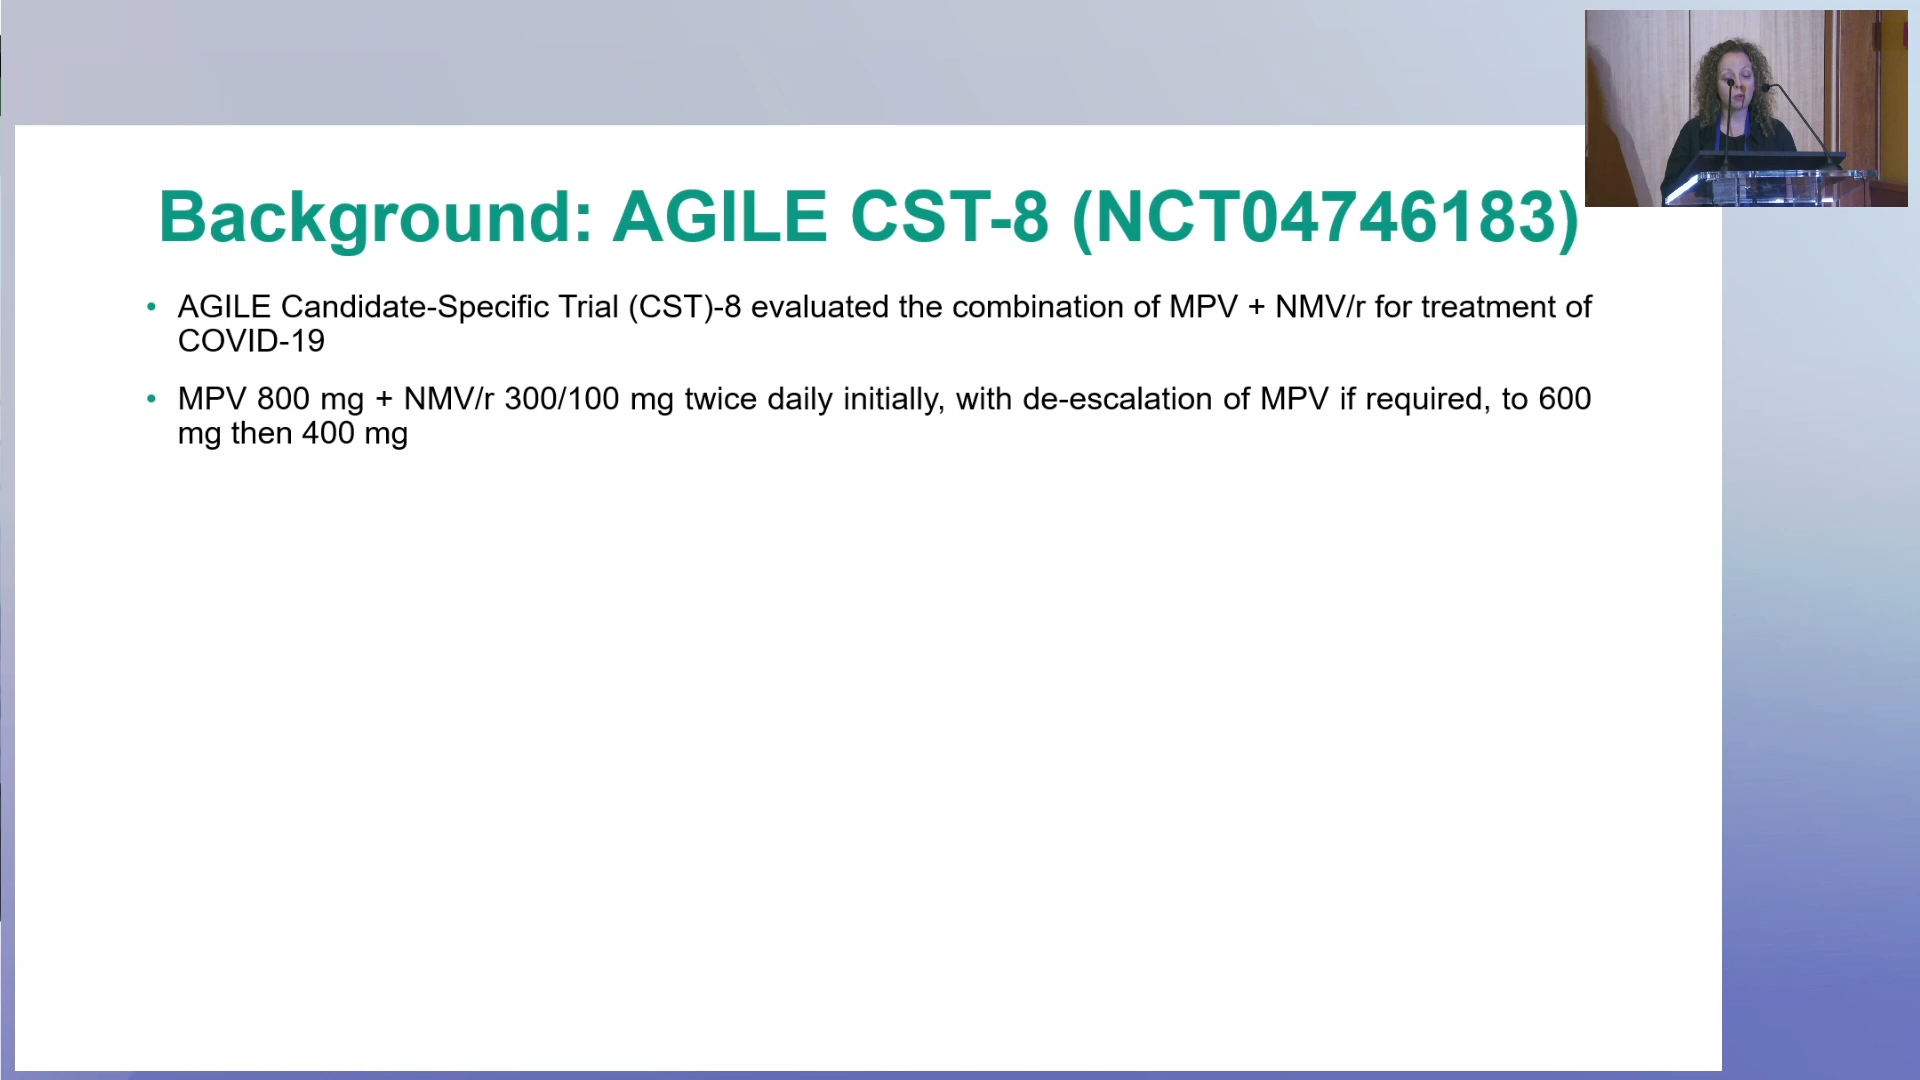 Background: AGILE CST-8 (NCT04746183)
• AGILE Candidate-Specific Trial (CST)-8 evaluated the combination of MPV + NMV/r for treatment of
COVID-19
• MPV 800 mg + NMV/r 300/100 mg twice daily initially, with de-escalation of MPV if required, to 600
mg then 400 mg